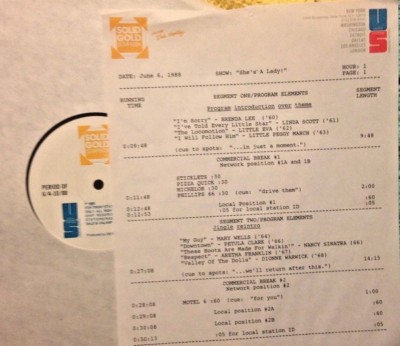 SOLID
GOLD
US
DATE: June 6, 1988 SHOW: "She's A Lady!"
HOUR: 1
PAGE: 1
RUNNING TIME
SEGMENT ONE/PROGRAM ELEMENTS
SEGMENT LENGTH
Program introduction over theme
"I'm Sorry" - BRENDA LEE ('60)
"I've Told Every Little Star" - LINDA SCOTT ('61)
"The Locomotion" - LITTLE EVA ('62)
"I Will Follow Him" - LITTLE PEGGY MARCH ('63)
0:09:48 (cue to spots: "...in just a moment.") 9:48
COMMERCIAL BREAK #1
Network position #1A and 1B
STICKLETS :30
PIZZA QUICK :30
MICHELOB :30
PHILLIPS 66 :30 (cue: "drive them")
0:11:48 2:00
0:12:48 Local Position #1 :60
0:12:53 :05 for local station ID :05
SEGMENT TWO:PROGRAM ELEMENTS
Jingle reintro
"My Guy" - MARY WELLS ('64)
"Downtown" - PETULA CLARK ('64)
"These Boots Are Made For Walkin'" - NANCY SINATRA (66)
"Respect" - ARETHA FRANKLIN ('67)
"Valley Of The Dolls" - DIONNE WARWICK ('68)
0:27:08 14:15
(cue to spots: "...we'll return after this.")
COMMERCIAL BREAK #2
Network position #2
0:28:08 MOTEL 6 :60 (cue: "for you") 1:00
0:29:08 Local position #2A :60
0:30:08 Local position #2B :60
0:30:13 :05 for station ID :05
SOLID
GOLD
US